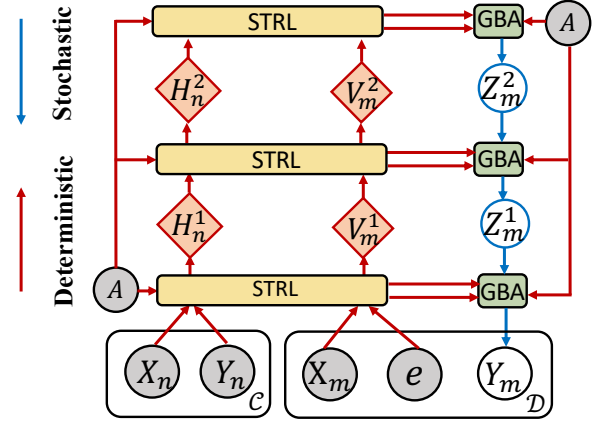 Stochastic
Deterministic
STRL
GBA
A
H_n^2
V_m^2
Z_m^2
STRL
GBA
H_n^1
V_m^1
Z_m^1
A
STRL
GBA
X_n
Y_n
C
X_m
e
Y_m
D